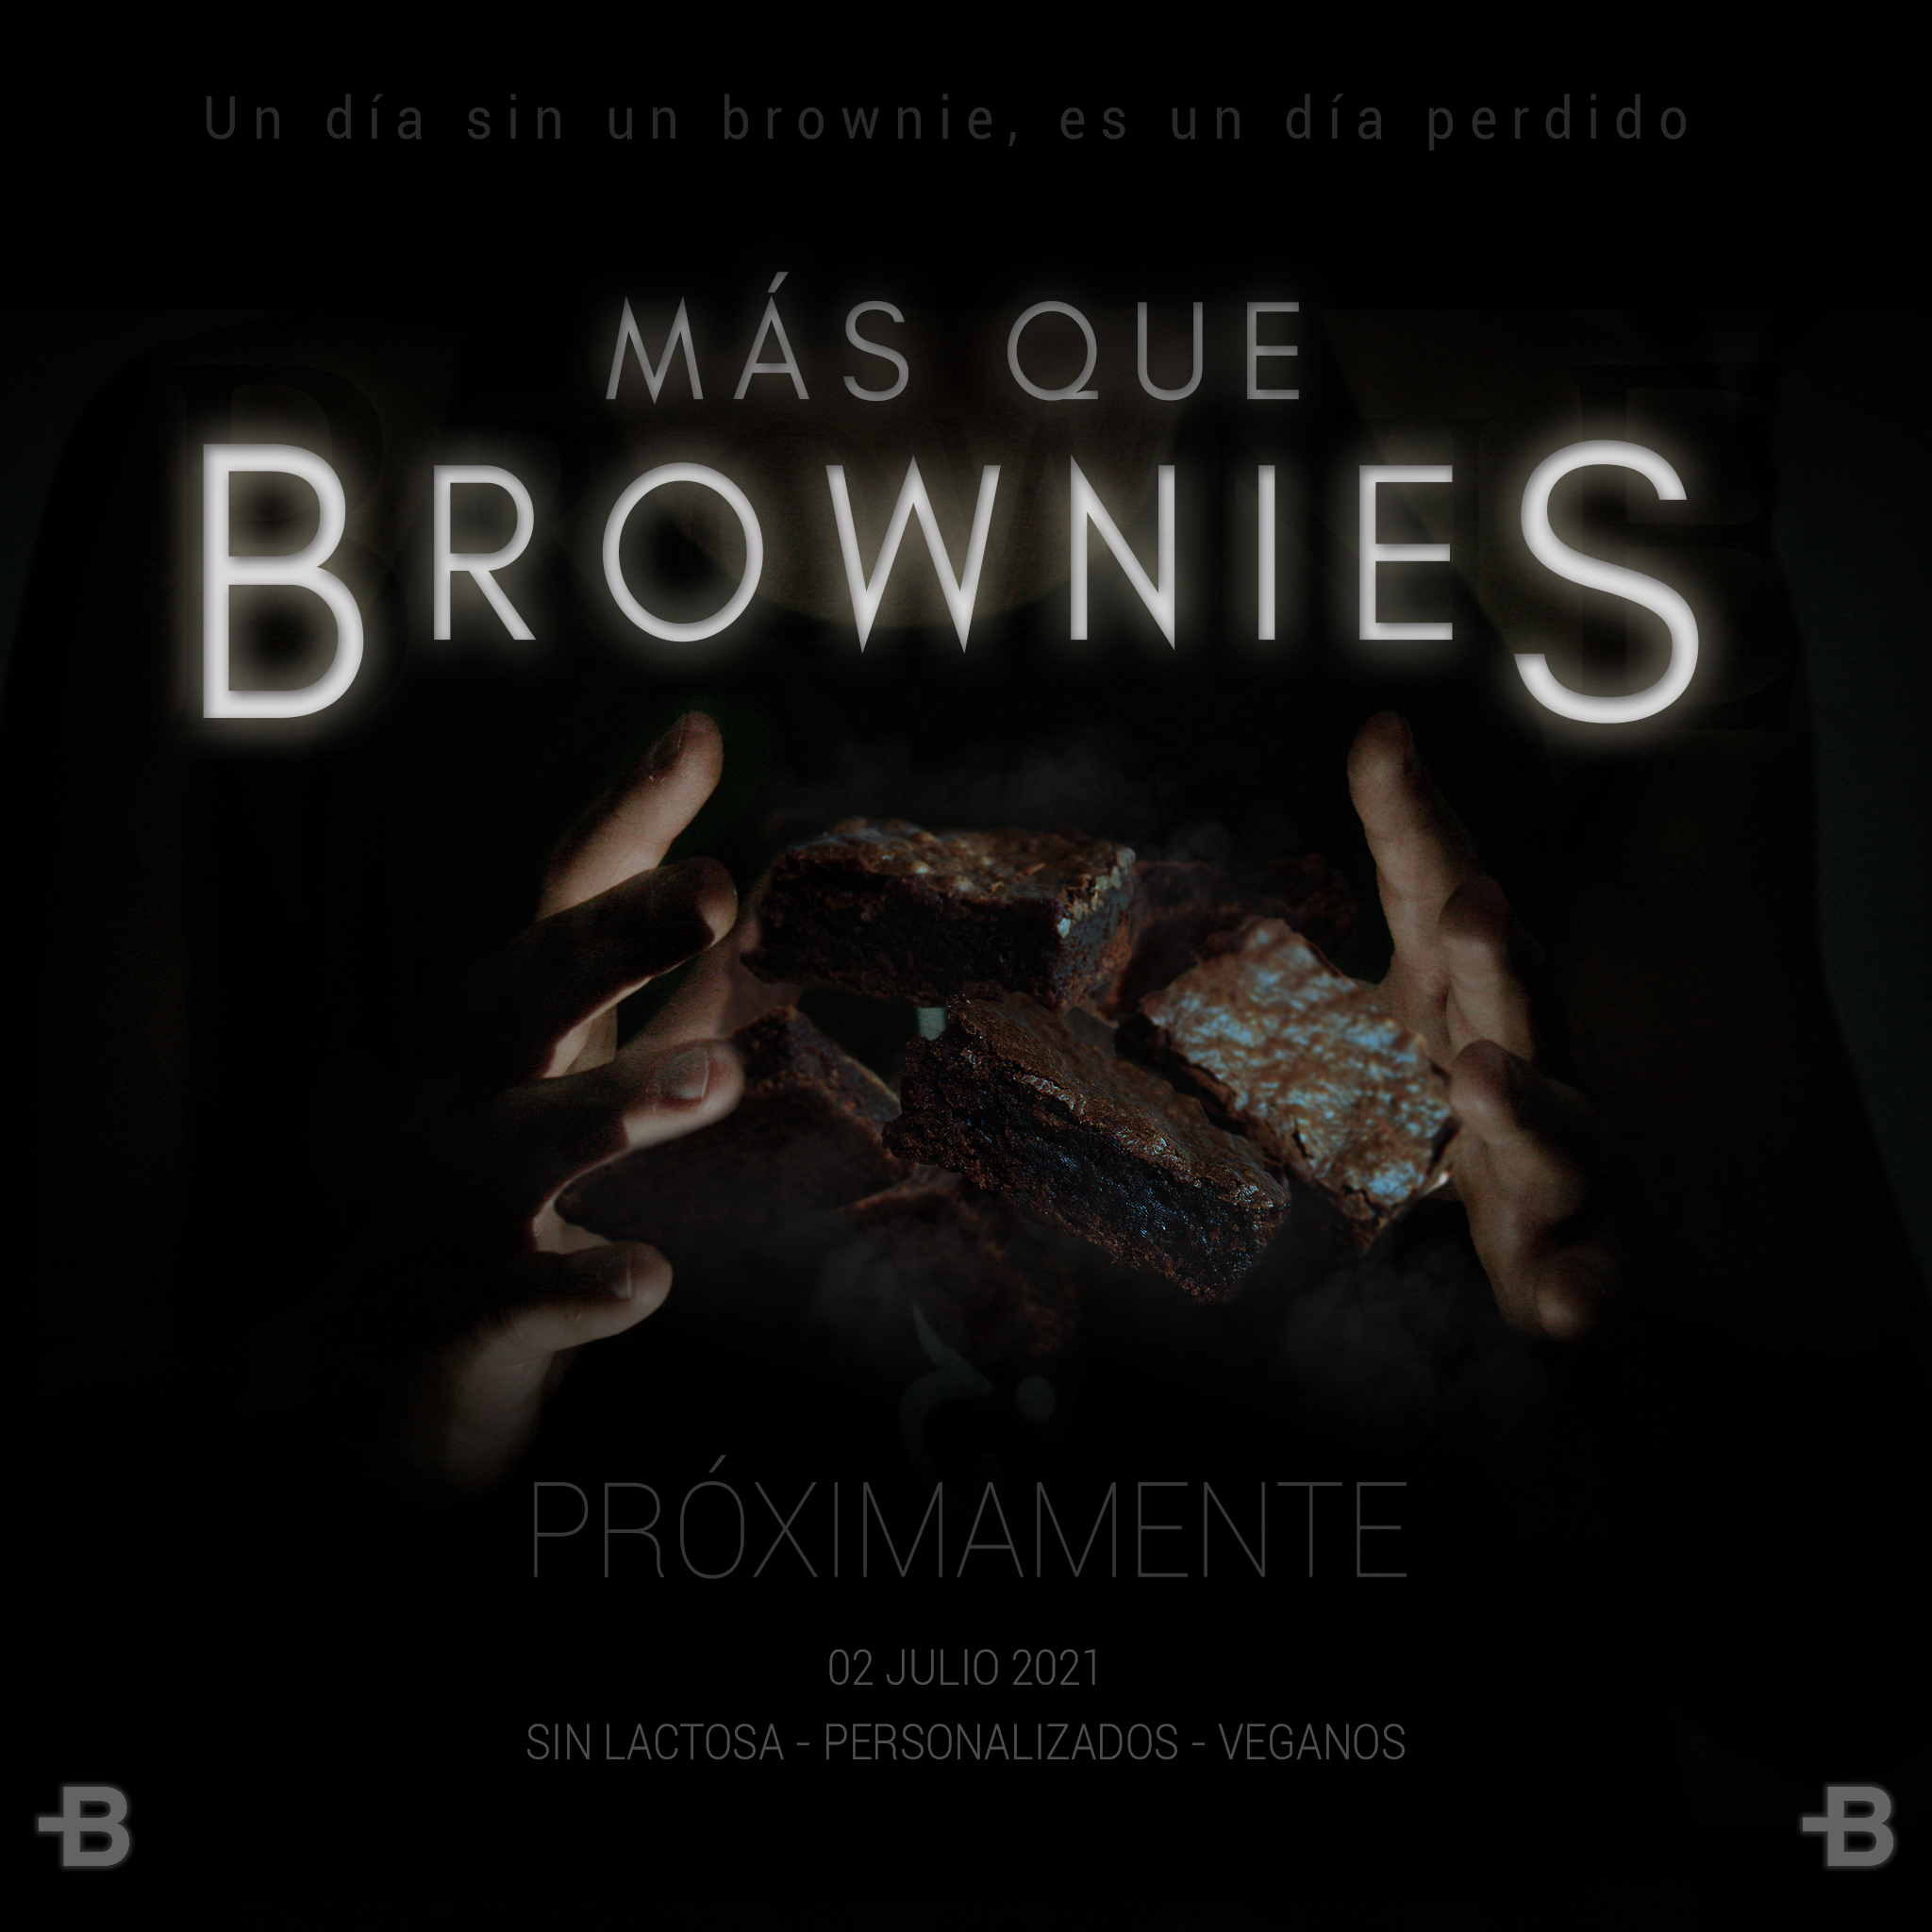 Un día sin un brownie, es un día perdido
MÁS QUE
BROWNIES
PRÓXIMAMENTE
02 JULIO 2021
SIN LACTOSA - PERSONALIZADOS - VEGANOS
B
B